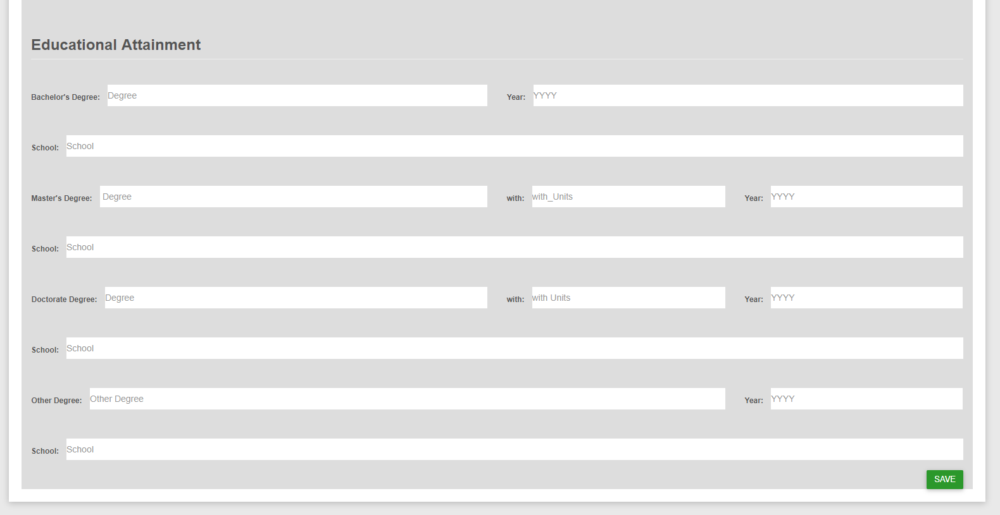 Educational Attainment
Bachelor's Degree: Degree Year: YYYY
School: School
Master's Degree: Degree with: with_Units Year: YYYY
School: School
Doctorate Degree: Degree with: with Units Year: YYYY
School: School
Other Degree: Other Degree Year: YYYY
School: School
SAVE